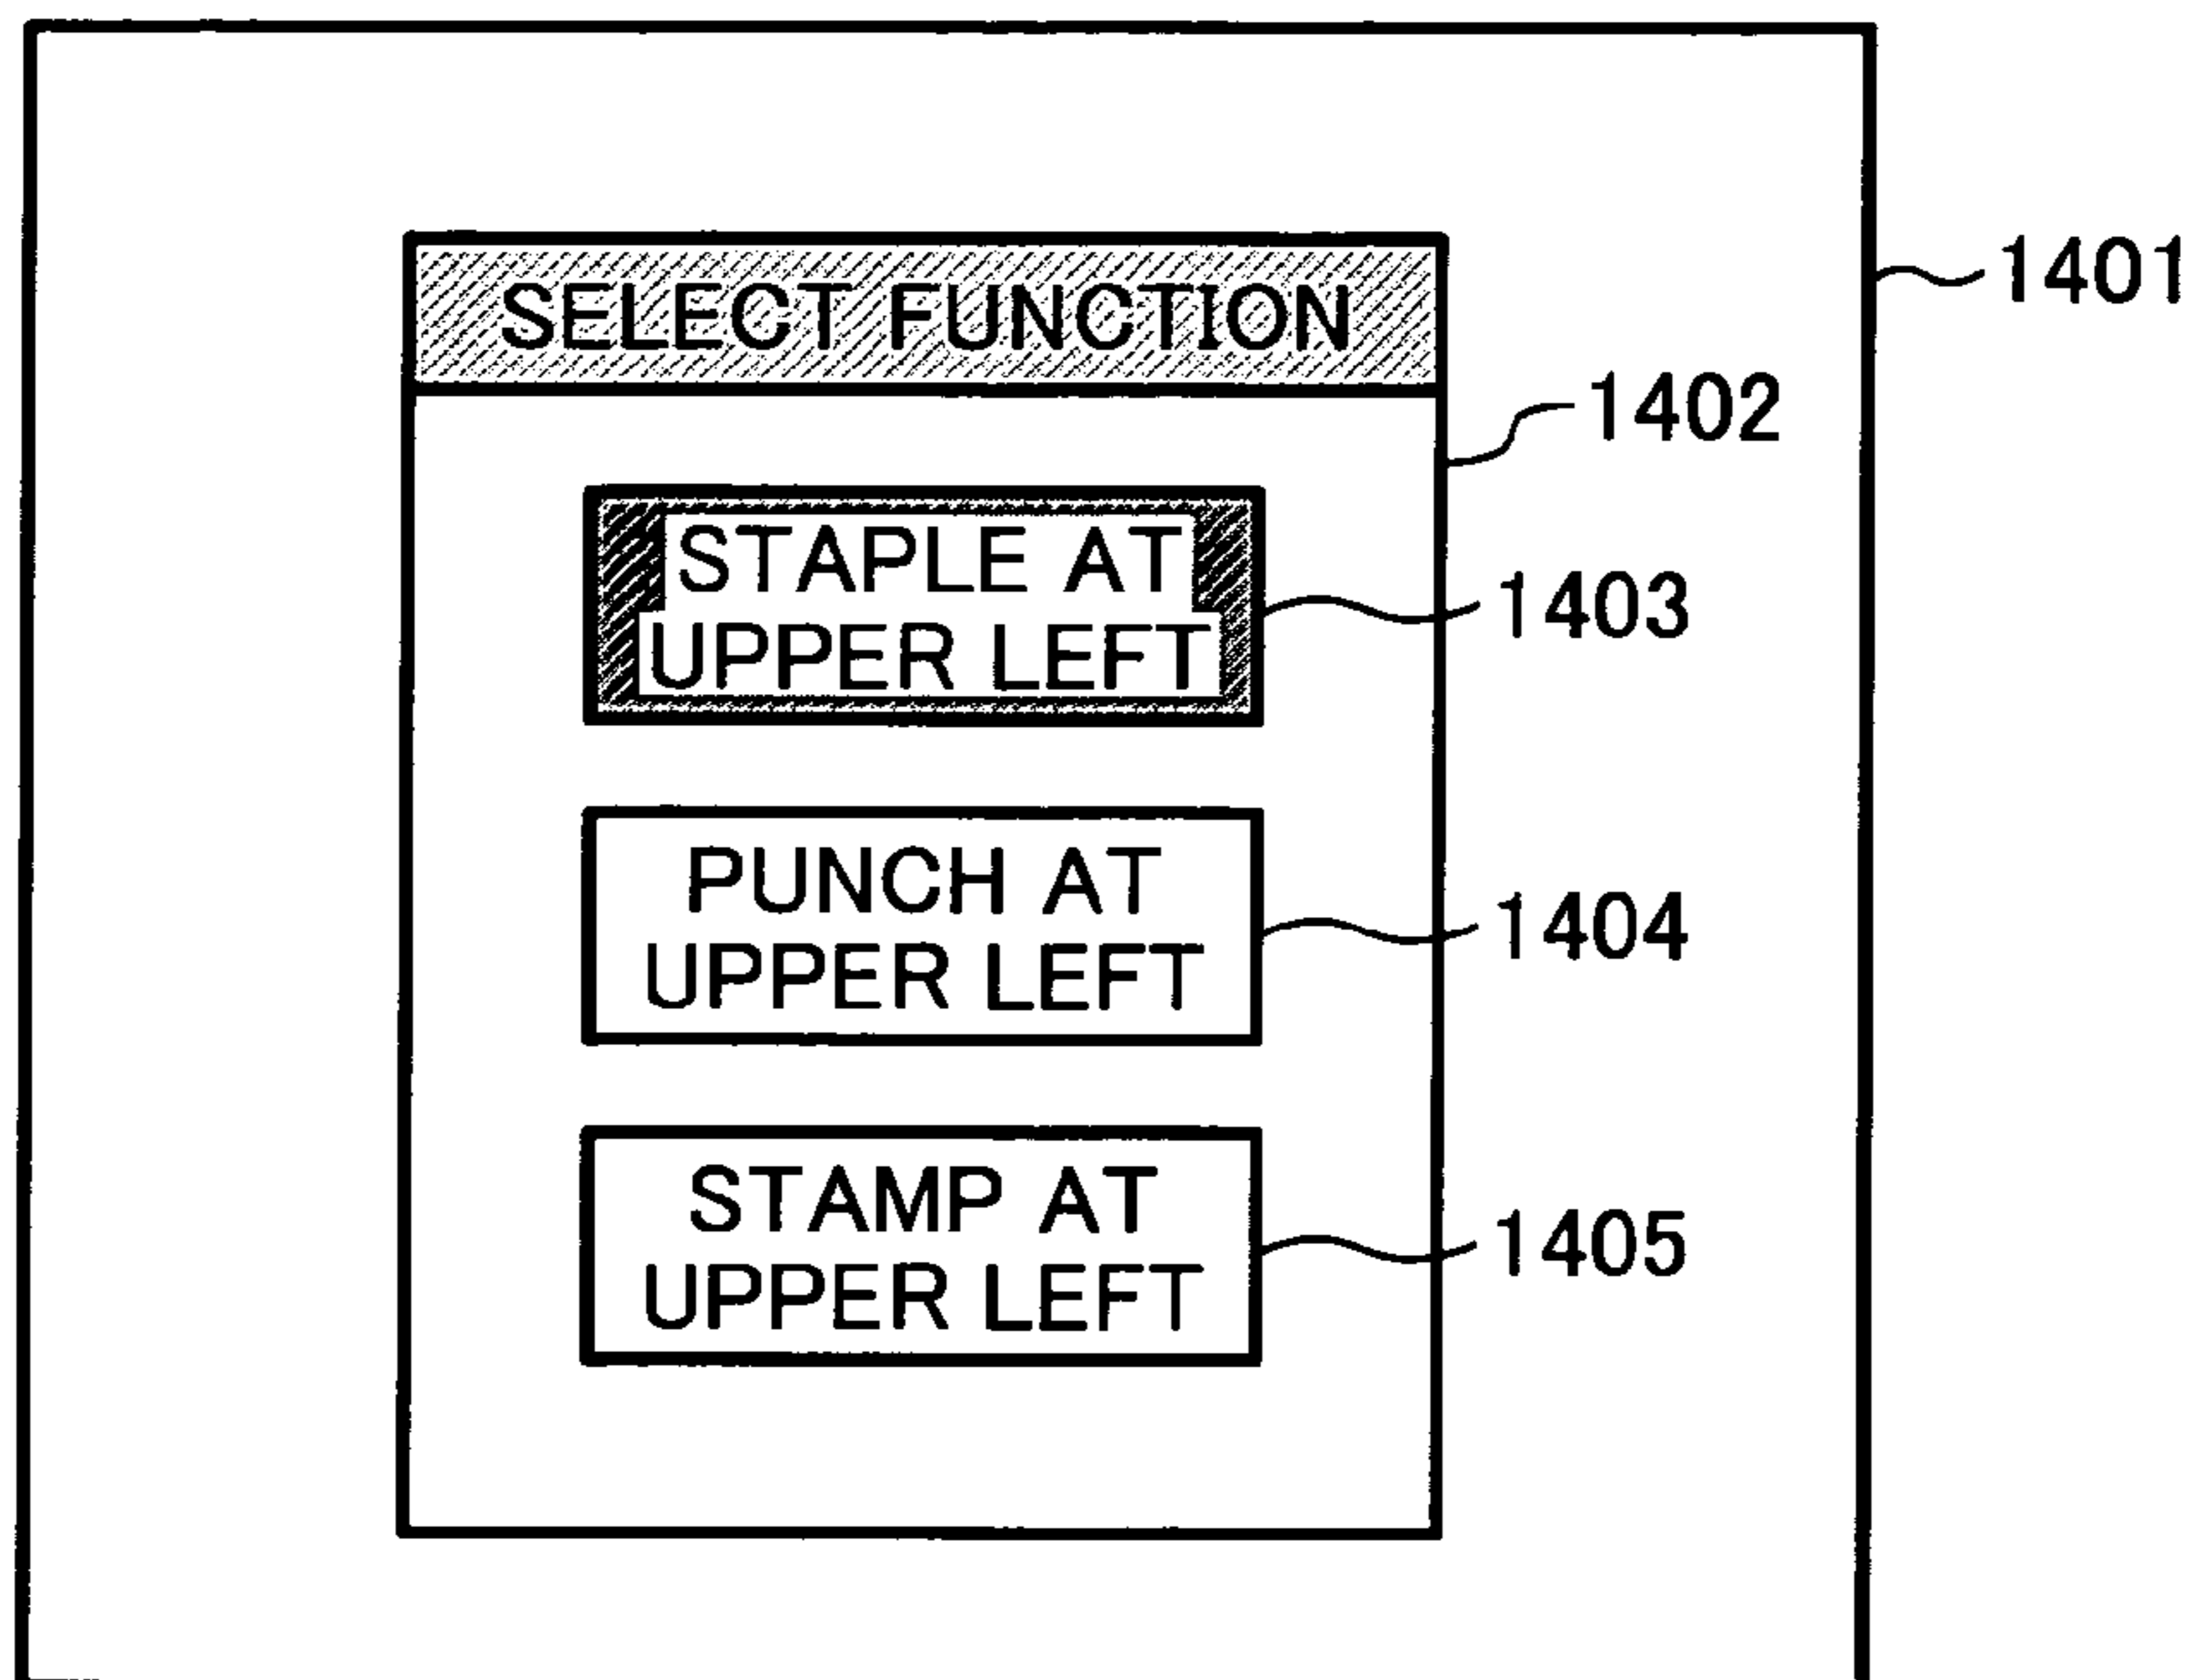 SELECT FUNCTION
1401
1402
STAPLE AT
UPPER LEFT
1403
PUNCH AT
UPPER LEFT
1404
STAMP AT
UPPER LEFT
1405